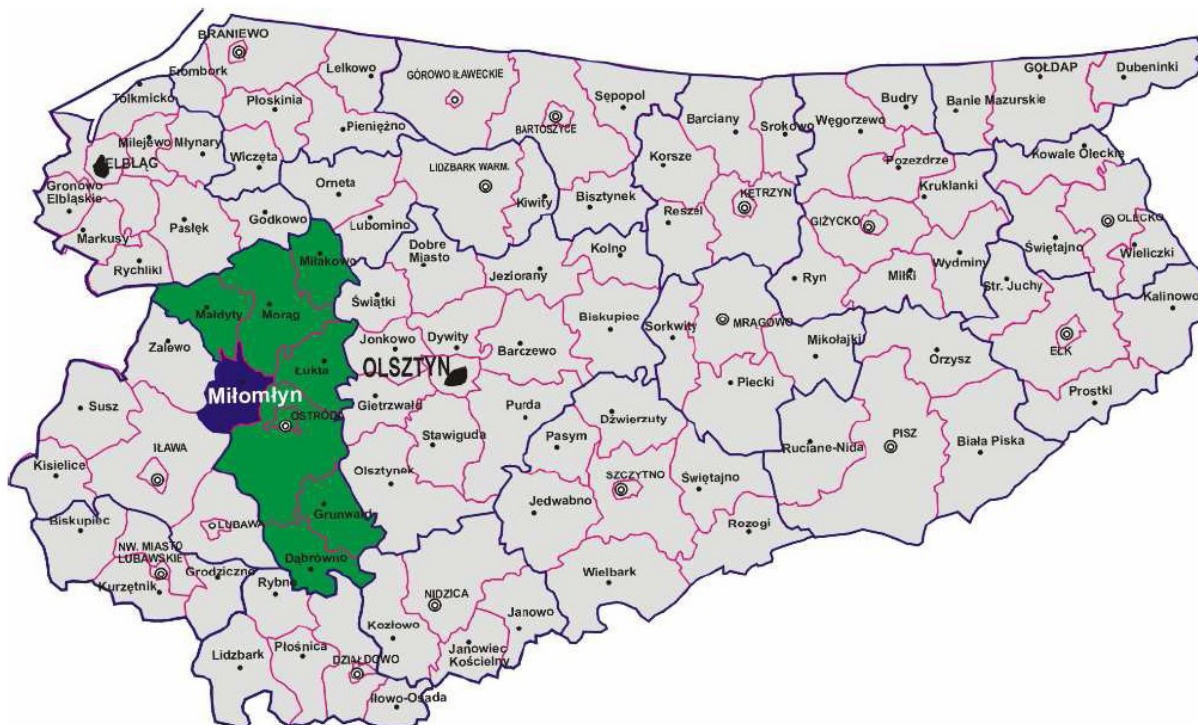 BRANIEWO
Frombork
Lelkowo
GÓROWO IŁAWECKIE
GOŁDAP
Dubeninki
Tolkmicko
Płoskinia
Sępopol
Budry
Banie Mazurskie
Pieniężno
BARTOSZYCE
Barciany
Srokowo
Węgorzewo
Milejewo
Młynary
Wiczęta
ELBLĄG
LIDZBARK WARM.
Korsze
Pozezdrze
Kowale Oleckie
Gronowo
Elbląskie
Orneta
Kiwity
Bisztynek
KĘTRZYN
Kruklanki
Godkowo
Lubomino
Reszel
GIŻYCKO
OLECKO
Markusy
Pasłęk
Dobre
Miasto
Kolno
Świętajno
Wieliczki
Rychliki
Miłakowo
Jeziorany
Ryn
Miłki
Wydminy
Str. Juchy
Kalinowo
Świątki
Małdyty
Morąg
Biskupiec
Sorkwity
MRĄGOWO
Mikołajki
Zalewo
Jonkowo
Dywity
Barczewo
Orzysz
EŁK
Łukta
OLSZTYN
Miłomłyn
Gietrzwałd
Piecki
Prostki
Susz
OSTRÓDA
Purda
Dźwierzuty
IŁAWA
Stawiguda
Pasym
Ruciane-Nida
PISZ
Biała Piska
Kisielice
Olsztynek
SZCZYTNO
Świętajno
Jedwabno
Grunwald
Biskupiec
LUBAWA
Rozogi
NW. MIASTO
LUBAWSKIE
Dąbrówno
Grodziczno
Rybno
Wielbark
Kurzętnik
NIDZICA
Janowo
Kozłowo
Lidzbark
Płośnica
DZIAŁDOWO
Janowiec
Kościelny
Iłowo-Osada